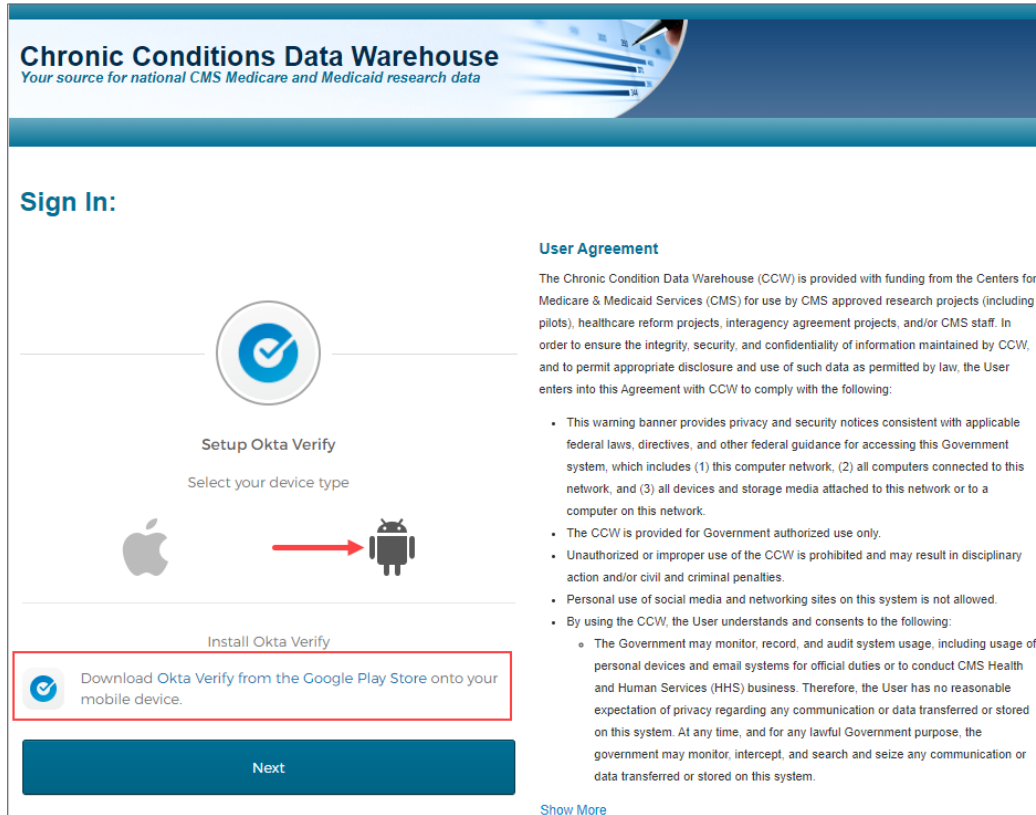 Chronic Conditions Data Warehouse
Your source for national CMS Medicare and Medicaid research data
Sign In:
Setup Okta Verify
Select your device type
Install Okta Verify
Download Okta Verify from the Google Play Store onto your
mobile device.
Next
User Agreement
The Chronic Condition Data Warehouse (CCW) is provided with funding from the Centers for
Medicare & Medicaid Services (CMS) for use by CMS approved research projects (including
pilots), healthcare reform projects, interagency agreement projects, and/or CMS staff. In
order to ensure the integrity, security, and confidentiality of information maintained by CCW,
and to permit appropriate disclosure and use of such data as permitted by law, the User
enters into this Agreement with CCW to comply with the following:
• This warning banner provides privacy and security notices consistent with applicable
federal laws, directives, and other federal guidance for accessing this Government
system, which includes (1) this computer network, (2) all computers connected to this
network, and (3) all devices and storage media attached to this network or to a
computer on this network.
• The CCW is provided for Government authorized use only.
• Unauthorized or improper use of the CCW is prohibited and may result in disciplinary
action and/or civil and criminal penalties.
• Personal use of social media and networking sites on this system is not allowed.
• By using the CCW, the User understands and consents to the following:
○ The Government may monitor, record, and audit system usage, including usage of
personal devices and email systems for official duties or to conduct CMS Health
and Human Services (HHS) business. Therefore, the User has no reasonable
expectation of privacy regarding any communication or data transferred or stored
on this system. At any time, and for any lawful Government purpose, the
government may monitor, intercept, and search and seize any communication or
data transferred or stored on this system.
Show More